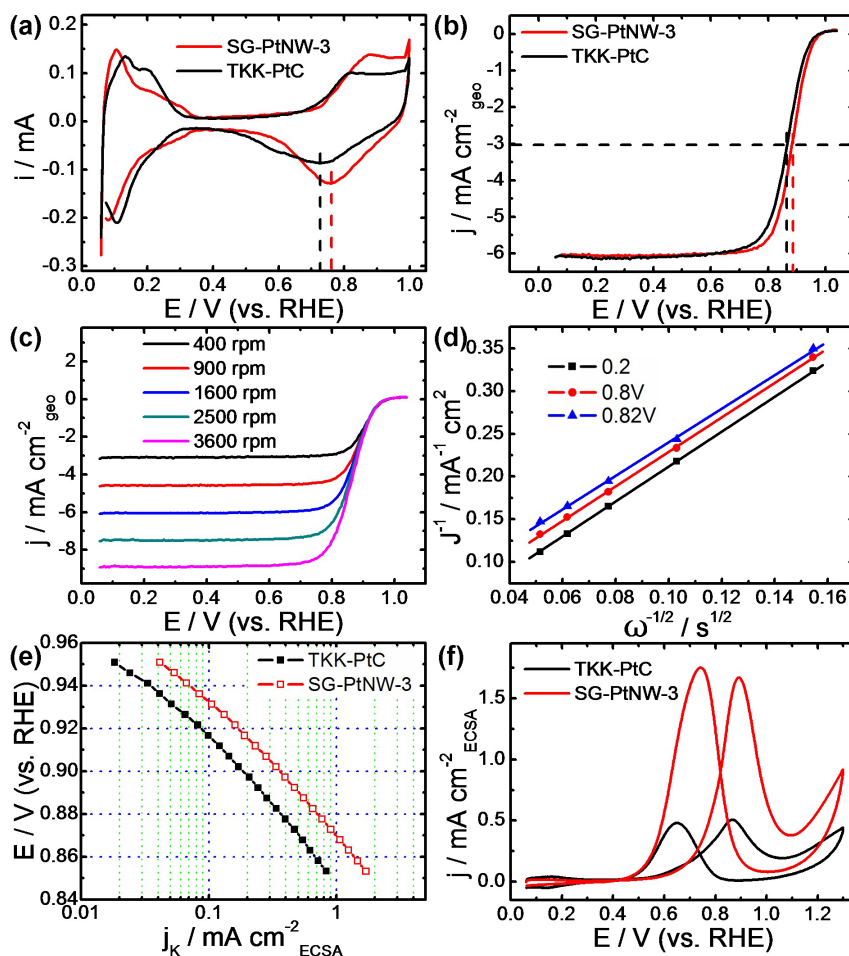 (a)
SG-PtNW-3
TKK-PtC
i / mA
0.2
0.1
0.0
-0.1
-0.2
-0.3
0.0 0.2 0.4 0.6 0.8 1.0
E / V (vs. RHE)
(b)
SG-PtNW-3
TKK-PtC
j / mA cm⁻²geo
0
-1
-2
-3
-4
-5
-6
0.0 0.2 0.4 0.6 0.8 1.0
E / V (vs. RHE)
(c)
400 rpm
900 rpm
1600 rpm
2500 rpm
3600 rpm
j / mA cm⁻²geo
2
0
-2
-4
-6
-8
0.0 0.2 0.4 0.6 0.8 1.0
E / V (vs. RHE)
(d)
0.2
0.8V
0.82V
J⁻¹ / mA⁻¹ cm²
0.35
0.30
0.25
0.20
0.15
0.10
0.04 0.06 0.08 0.10 0.12 0.14 0.16
ω⁻¹/² / s¹/²
(e)
TKK-PtC
SG-PtNW-3
E / V (vs. RHE)
0.96
0.94
0.92
0.90
0.88
0.86
0.84
0.01 0.1 1
jK / mA cm⁻²ECSA
(f)
TKK-PtC
SG-PtNW-3
j / mA cm⁻²ECSA
1.5
1.0
0.5
0.0
0.0 0.2 0.4 0.6 0.8 1.0 1.2
E / V (vs. RHE)